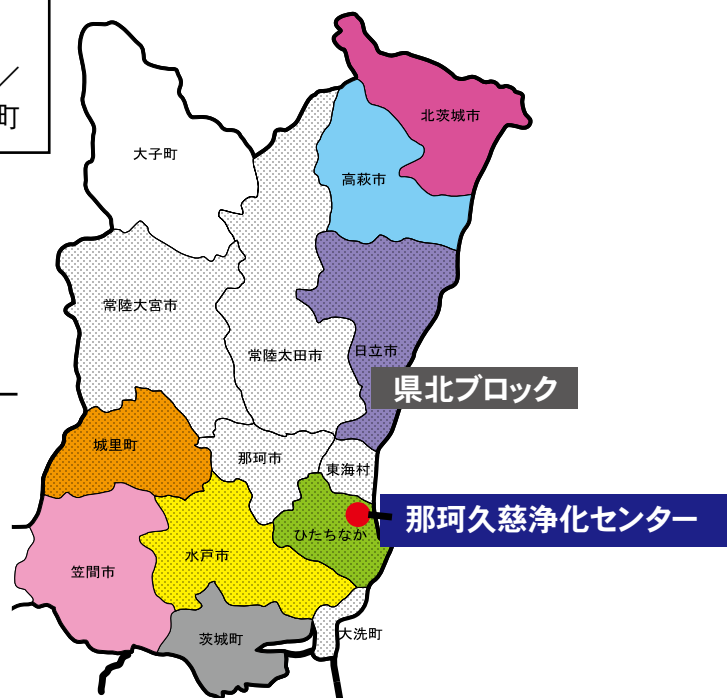 ／
町
北茨城市
大子町
高萩市
常陸大宮市
常陸太田市
日立市
県北ブロック
城里町
那珂市
東海村
那珂久慈浄化センター
ひたちなか
水戸市
笠間市
茨城町
大洗町